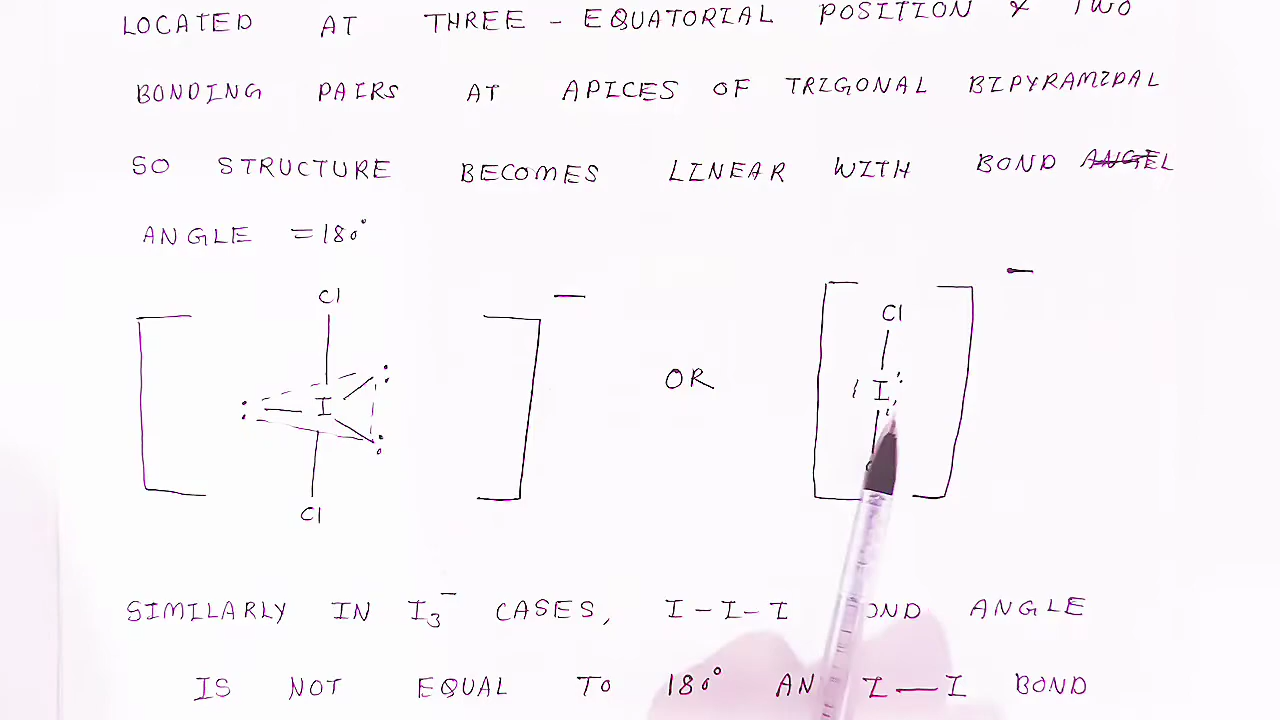 LOCATED AT THREE - EQUATORIAL POSITION & TWO
BONDING PAIRS AT APICES OF TRIGONAL BIPYRAMIDAL
SO STRUCTURE BECOMES LINEAR WITH BOND ANGEL
ANGLE = 180°
Cl
I
Cl
−
OR
Cl
I
−
SIMILARLY IN I₃⁻ CASES, I-I-I OND ANGLE
IS NOT EQUAL TO 180° AN I—I BOND